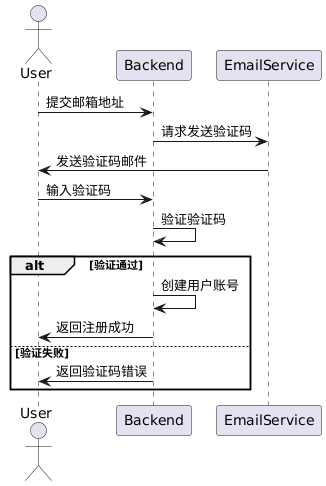 User
Backend
EmailService
提交邮箱地址
请求发送验证码
发送验证码邮件
输入验证码
验证验证码
alt [验证通过]
创建用户账号
返回注册成功
[验证失败]
返回验证码错误
User
Backend
EmailService